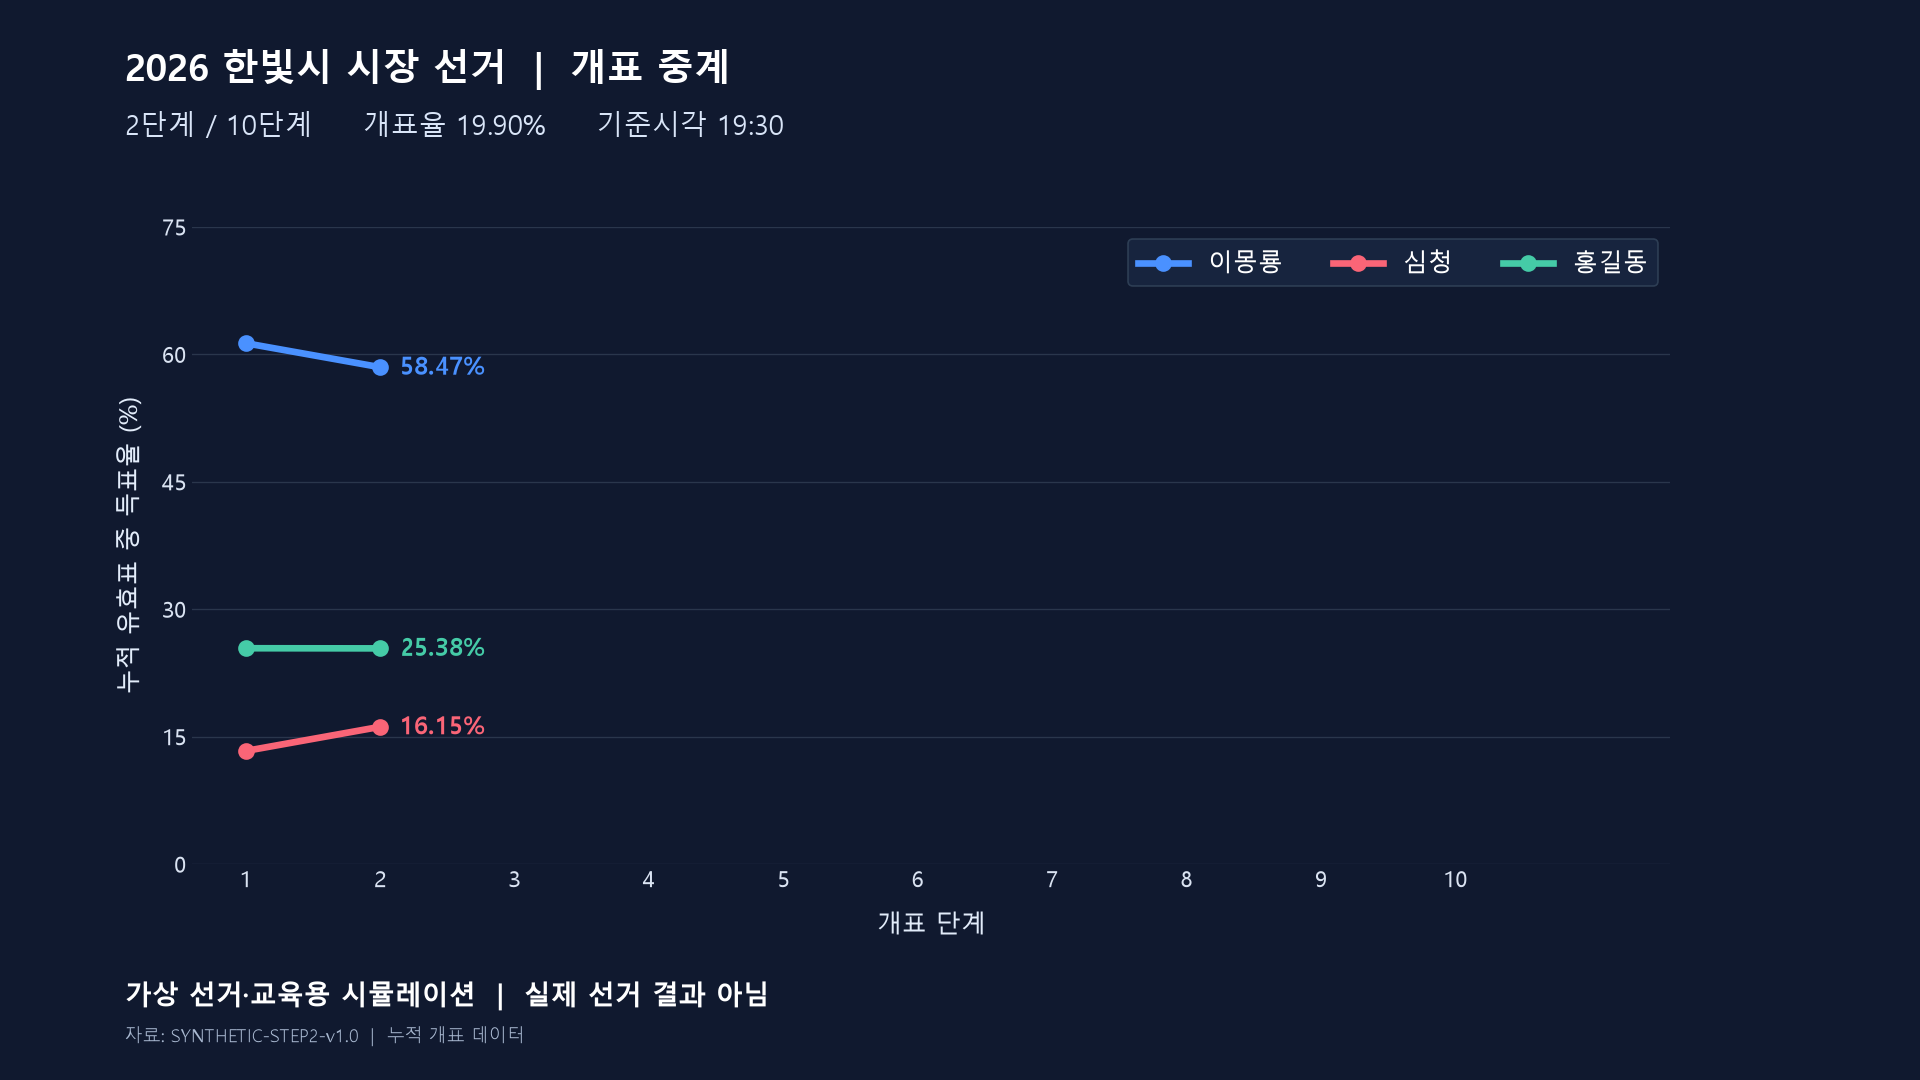 2026 한빛시 시장 선거 | 개표 중계
2단계 / 10단계 개표율 19.90% 기준시각 19:30
75
이몽룡 심청 홍길동
60
58.47%
45
누적 유효표 중 득표율 (%)
30
25.38%
16.15%
15
0
1 2 3 4 5 6 7 8 9 10
개표 단계
가상 선거·교육용 시뮬레이션 | 실제 선거 결과 아님
자료: SYNTHETIC-STEP2-v1.0 | 누적 개표 데이터